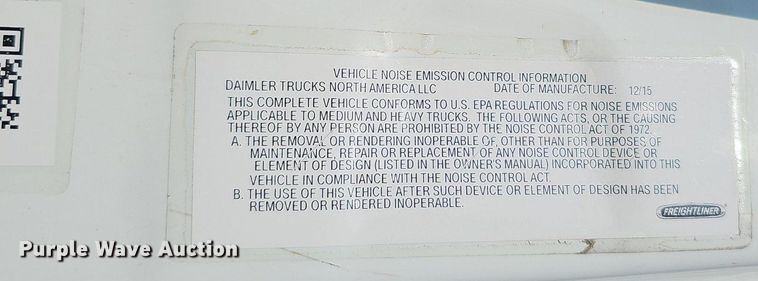 VEHICLE NOISE EMISSION CONTROL INFORMATION
DAIMLER TRUCKS NORTH AMERICA LLC DATE OF MANUFACTURE: 12/15
THIS COMPLETE VEHICLE CONFORMS TO U.S. EPA REGULATIONS FOR NOISE EMISSIONS
APPLICABLE TO MEDIUM AND HEAVY TRUCKS. THE FOLLOWING ACTS, OR THE CAUSING
THEREOF BY ANY PERSON ARE PROHIBITED BY THE NOISE CONTROL ACT OF 1972.
A. THE REMOVAL OR RENDERING INOPERABLE OF, OTHER THAN FOR PURPOSES OF
MAINTENANCE, REPAIR OR REPLACEMENT OF ANY NOISE CONTROL DEVICE OR
ELEMENT OF DESIGN (LISTED IN THE OWNER'S MANUAL) INCORPORATED INTO THIS
VEHICLE IN COMPLIANCE WITH THE NOISE CONTROL ACT.
B. THE USE OF THIS VEHICLE AFTER SUCH DEVICE OR ELEMENT OF DESIGN HAS BEEN
REMOVED OR RENDERED INOPERABLE.
FREIGHTLINER
Purple Wave Auction